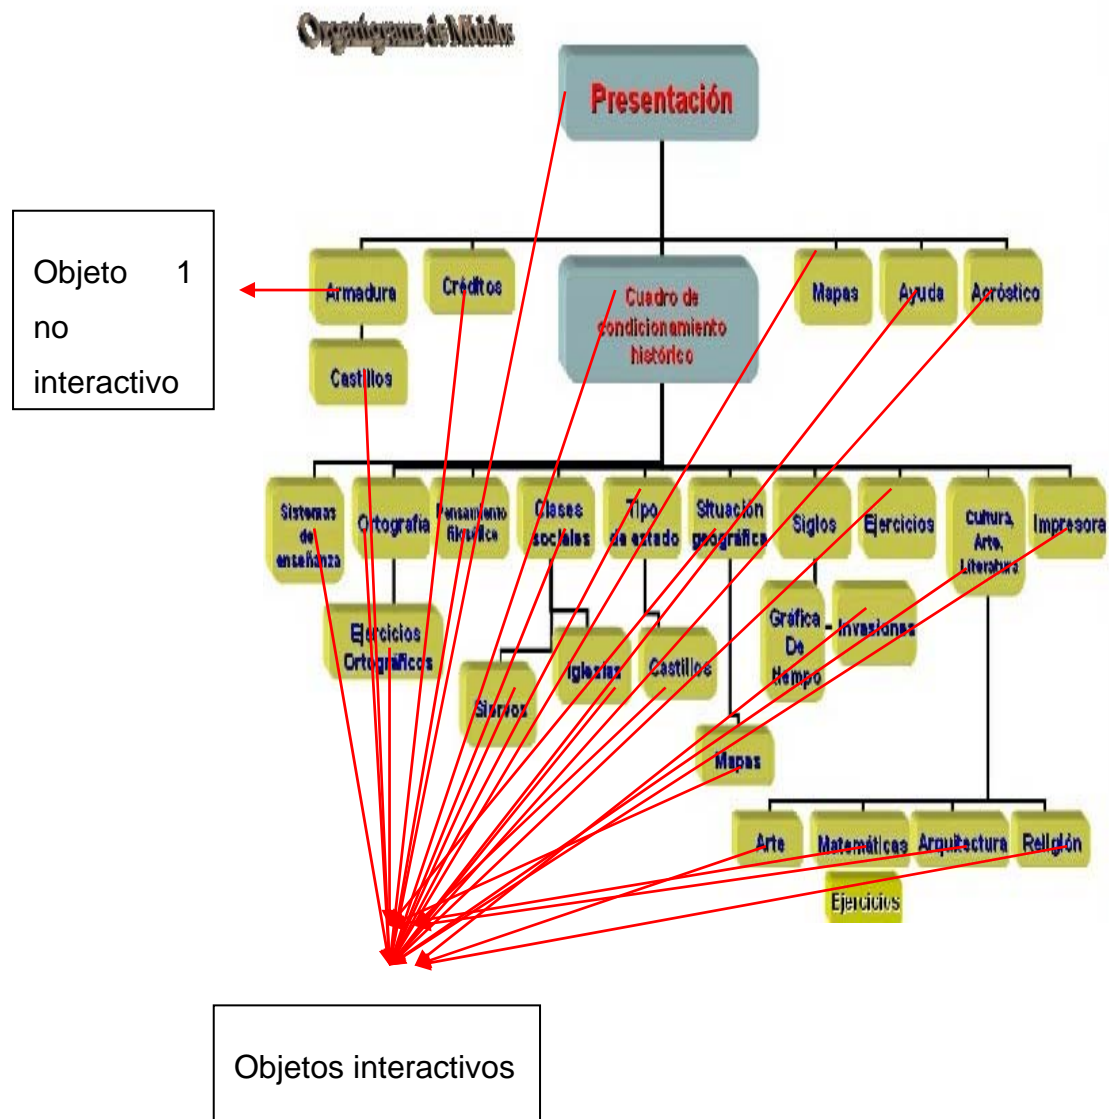 Organigrama de Módulos
Presentación
Objeto 1
no
interactivo
Armadura
Créditos
Cuadro de
condicionamiento
histórico
Mapas
Ayuda
Acróstico
Castillos
Sistemas
de
enseñanza
Ortografía
Pensamiento
filosófico
Clases
sociales
Tipo
de estado
Situación
geográfica
Siglos
Ejercicios
Cultura,
Arte,
Literatura
Impresora
Ejercicios
Ortográficos
Siervos
Iglesias
Castillos
Gráfica
De
tiempo
Invasiones
Mapas
Arte
Matemáticas
Arquitectura
Religión
Ejercicios
Objetos interactivos